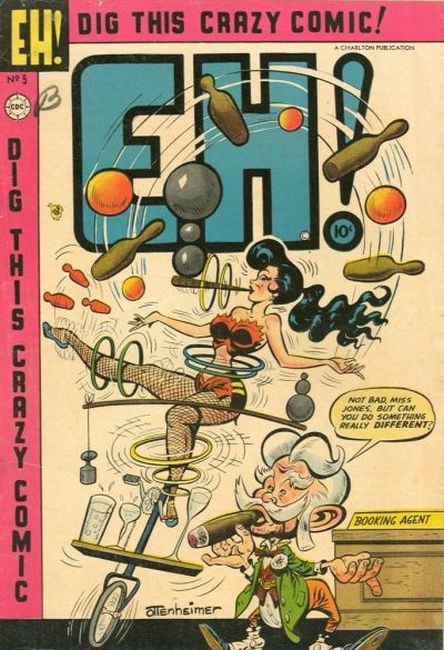 EH!
DIG THIS CRAZY COMIC!
A CHARLTON PUBLICATION
Nº 5
CDC
B
EH!
10¢
DIG THIS CRAZY COMIC
NOT BAD, MISS
JONES, BUT CAN
YOU DO SOMETHING
REALLY DIFFERENT?
BOOKING AGENT
OTTENHEIMER